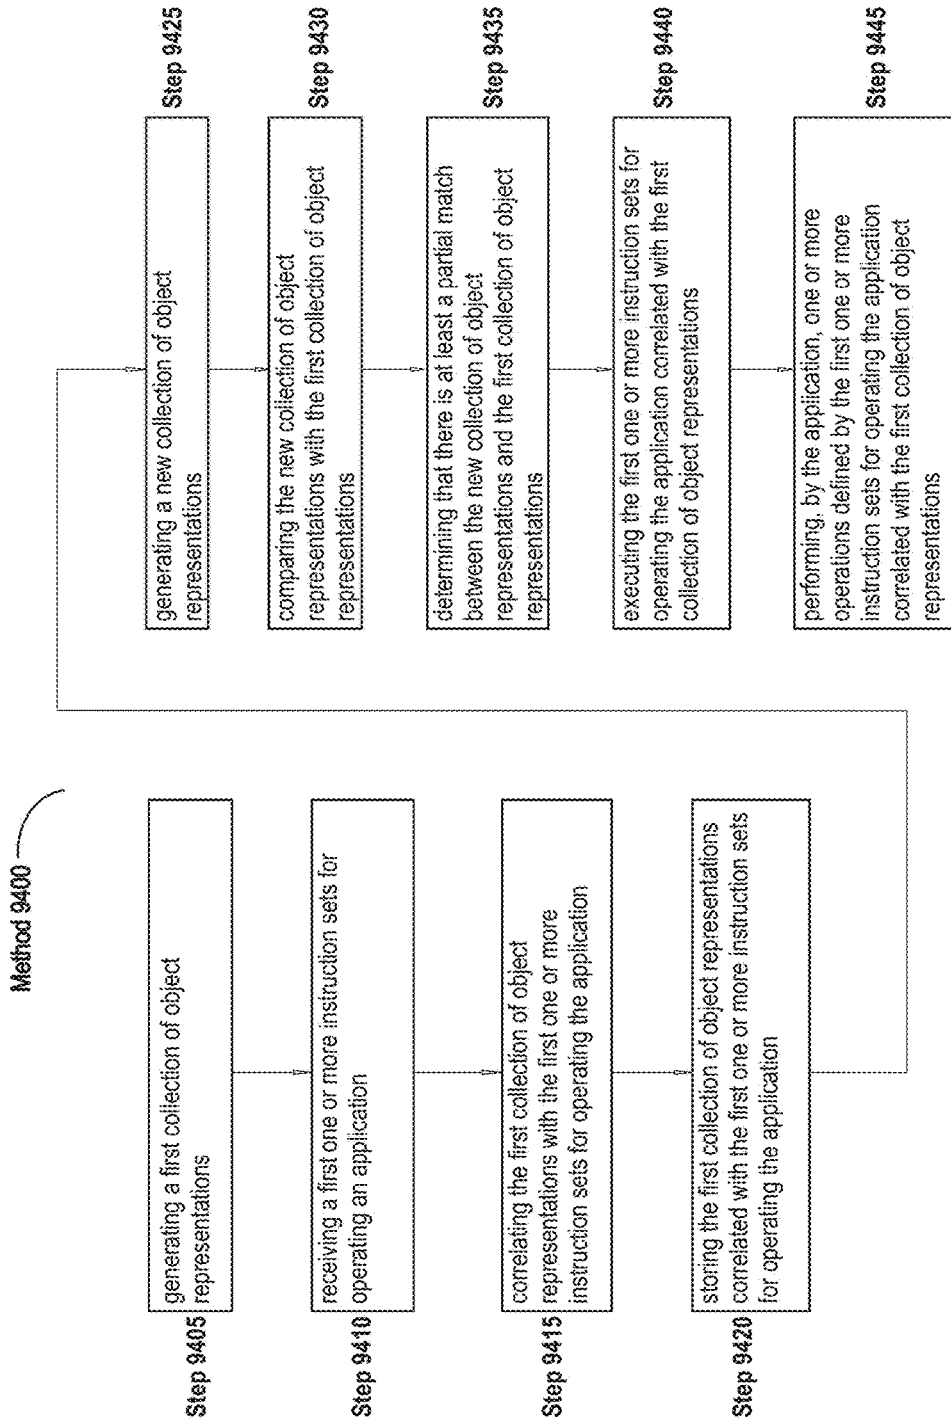 Method 9400
Step 9405
generating a first collection of object
representations
Step 9410
receiving a first one or more instruction sets for
operating an application
Step 9415
correlating the first collection of object
representations with the first one or more
instruction sets for operating the application
Step 9420
storing the first collection of object representations
correlated with the first one or more instruction sets
for operating the application
generating a new collection of object
representations
Step 9425
comparing the new collection of object
representations with the first collection of object
representations
Step 9430
determining that there is at least a partial match
between the new collection of object
representations and the first collection of object
representations
Step 9435
executing the first one or more instruction sets for
operating the application correlated with the first
collection of object representations
Step 9440
performing, by the application, one or more
operations defined by the first one or more
instruction sets for operating the application
correlated with the first collection of object
representations
Step 9445